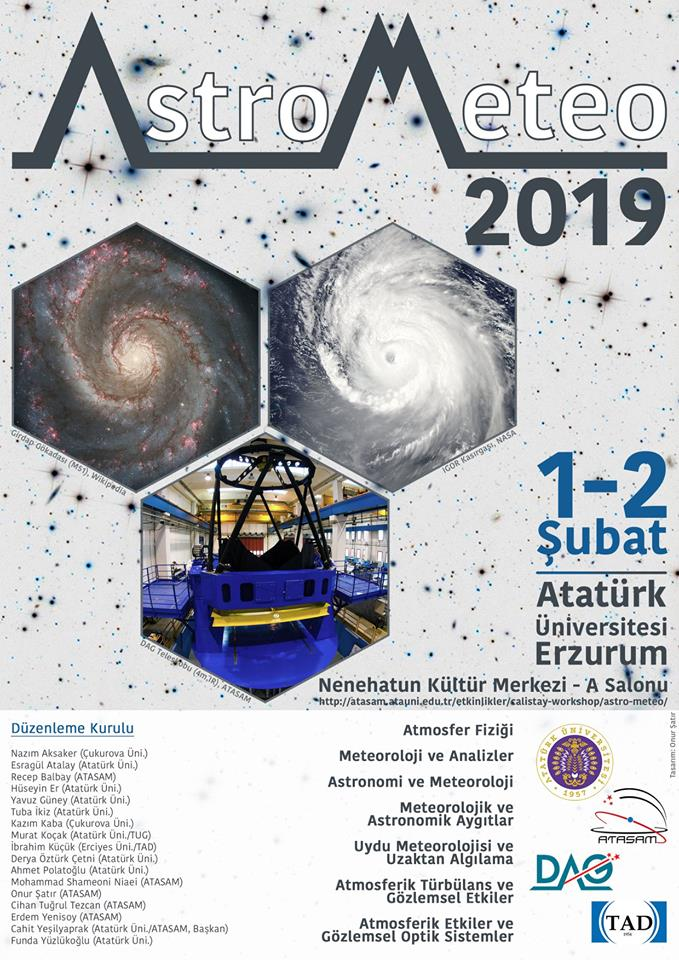 AstroMeteo
2019
Girdap Gökadası (M51), Wikipedia
IGOR Kasırgası, NASA
DAG Teleskobu (4m,IR), ATASAM
1-2
Şubat
Atatürk
Üniversitesi
Erzurum
Nenehatun Kültür Merkezi - A Salonu
http://atasam.atauni.edu.tr/etkinlikler/calistay-workshop/astro-meteo/
Düzenleme Kurulu
Nazım Aksaker (Çukurova Üni.)
Esragül Atalay (Atatürk Üni.)
Recep Balbay (ATASAM)
Hüseyin Er (Atatürk Üni.)
Yavuz Güney (Atatürk Üni.)
Tuba İkiz (Atatürk Üni.)
Kazım Kaba (Çukurova Üni.)
Murat Koçak (Atatürk Üni./TUG)
İbrahim Küçük (Erciyes Üni./TAD)
Derya Öztürk Çetni (Atatürk Üni.)
Ahmet Polatoğlu (Atatürk Üni.)
Mohammad Shameoni Niaei (ATASAM)
Onur Şatır (ATASAM)
Cihan Tuğrul Tezcan (ATASAM)
Erdem Yenisoy (ATASAM)
Cahit Yeşilyaprak (Atatürk Üni./ATASAM, Başkan)
Funda Yüzlükoğlu (Atatürk Üni.)
Atmosfer Fiziği
Meteoroloji ve Analizler
Astronomi ve Meteoroloji
Meteorolojik ve
Astronomik Aygıtlar
Uydu Meteorolojisi ve
Uzaktan Algılama
Atmosferik Türbülans ve
Gözlemsel Etkiler
Atmosferik Etkiler ve
Gözlemsel Optik Sistemler
ATATÜRK ÜNİVERSİTESİ
1957
ATASAM
DAG
TAD
1954
Tasarım: Onur Şatır